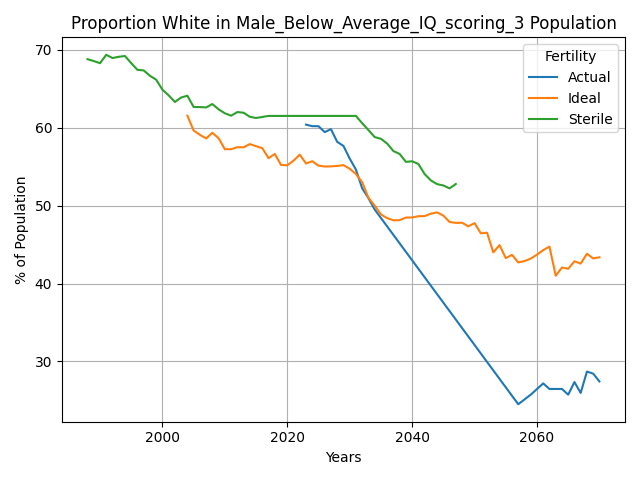 Proportion White in Male_Below_Average_IQ_scoring_3 Population
% of Population
70
60
50
40
30
Fertility
Actual
Ideal
Sterile
2000
2020
2040
2060
Years